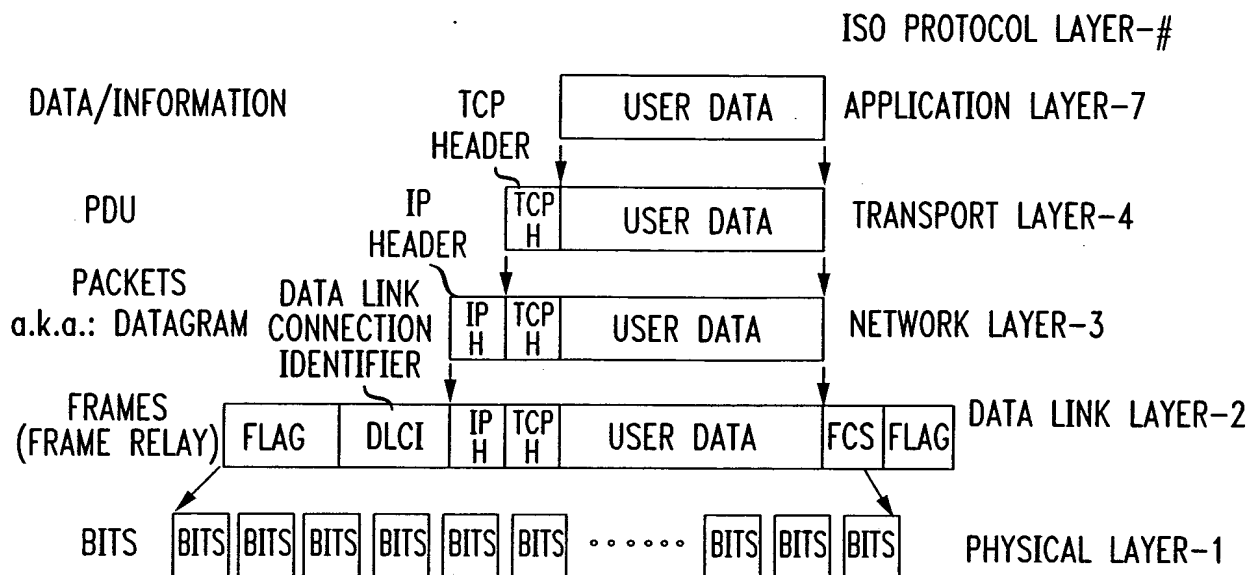 ISO PROTOCOL LAYER-#
DATA/INFORMATION
TCP
HEADER
USER DATA
APPLICATION LAYER-7
PDU
IP
HEADER
TCP
H
USER DATA
TRANSPORT LAYER-4
PACKETS
a.k.a.: DATAGRAM
DATA LINK
CONNECTION
IDENTIFIER
IP
H
TCP
H
USER DATA
NETWORK LAYER-3
FRAMES
(FRAME RELAY)
FLAG
DLCI
IP
H
TCP
H
USER DATA
FCS
FLAG
DATA LINK LAYER-2
BITS
BITS
BITS
BITS
BITS
BITS
BITS
BITS
BITS
BITS
PHYSICAL LAYER-1